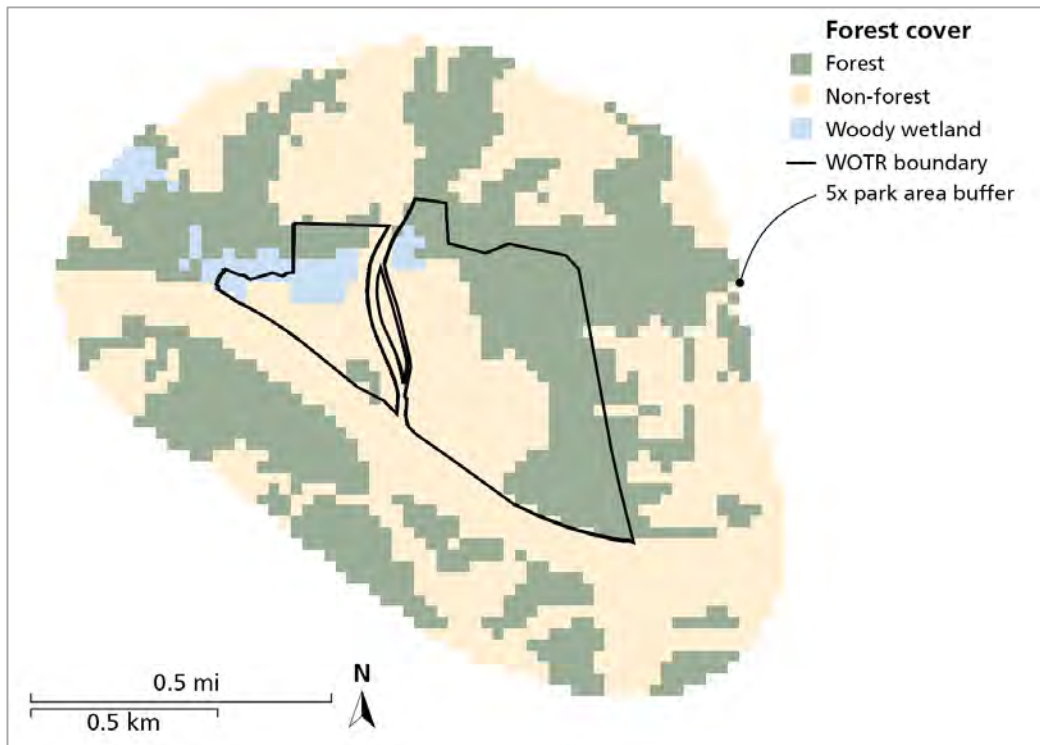 Forest cover
Forest
Non-forest
Woody wetland
WOTR boundary
5x park area buffer
0.5 mi
0.5 km
N